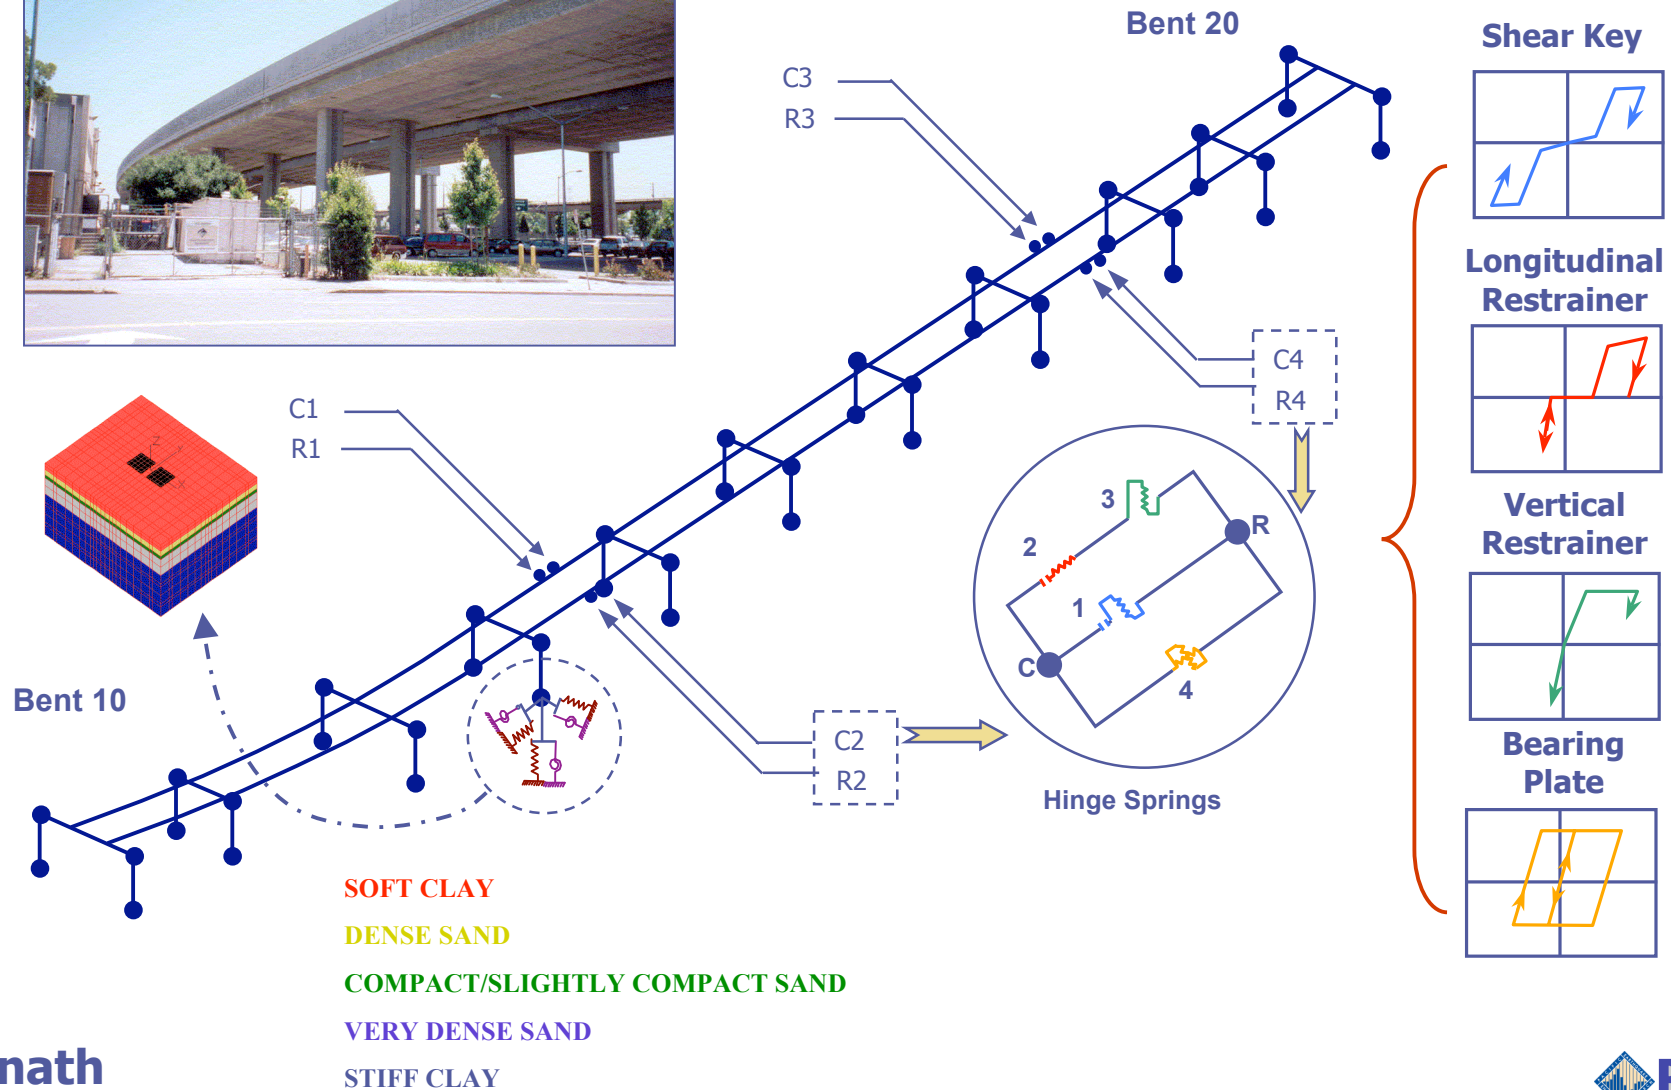 Bent 20
Shear Key
C3
R3
Longitudinal
Restrainer
C4
R4
C1
R1
Z
3
2
R
1
C
4
Vertical
Restrainer
Bent 10
C2
R2
Hinge Springs
Bearing
Plate
SOFT CLAY
DENSE SAND
COMPACT/SLIGHTLY COMPACT SAND
VERY DENSE SAND
STIFF CLAY
nath